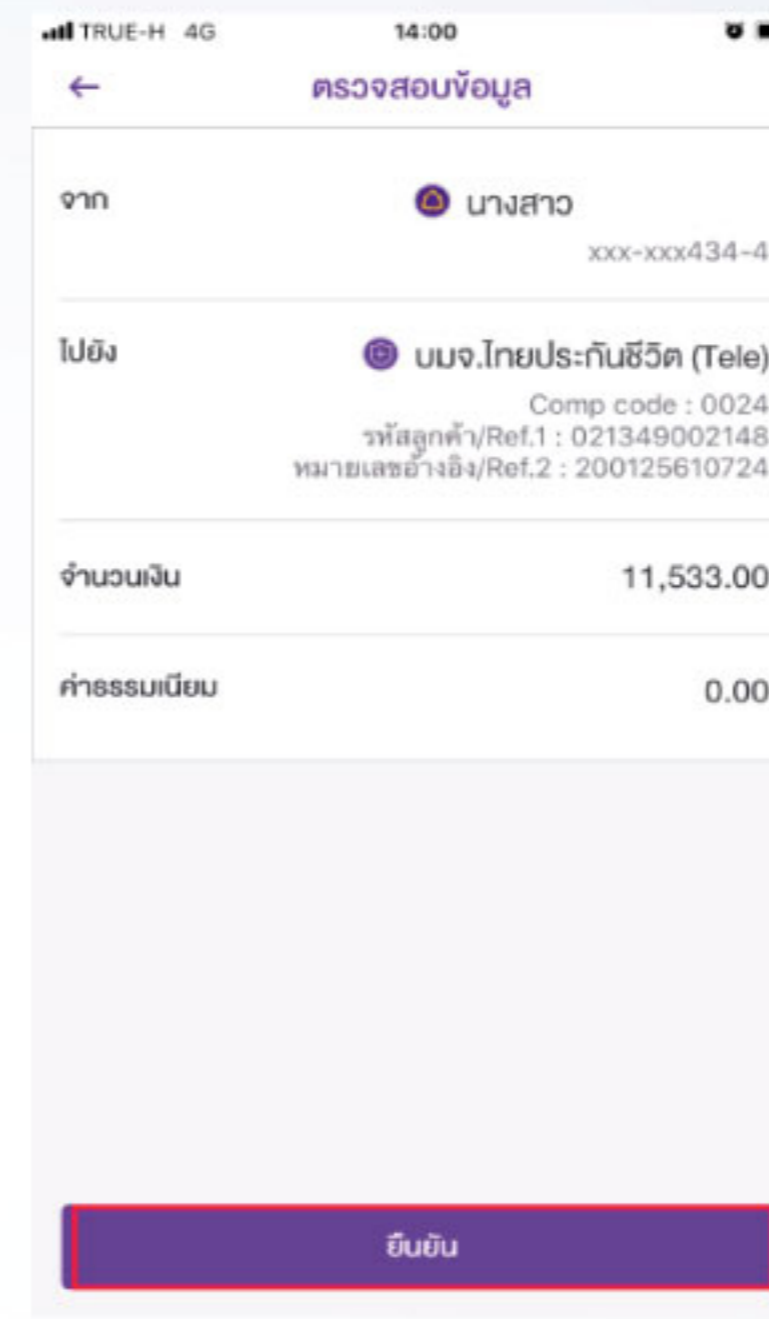 TRUE-H 4G 14:00
ตรวจสอบข้อมูล
จาก นางสาว
xxx-xxx434-4
ไปยัง บมจ.ไทยประกันชีวิต (Tele)
Comp code : 0024
รหัสลูกค้า/Ref.1 : 021349002148
หมายเลขอ้างอิง/Ref.2 : 200125610724
จำนวนเงิน 11,533.00
ค่าธรรมเนียม 0.00
ยืนยัน